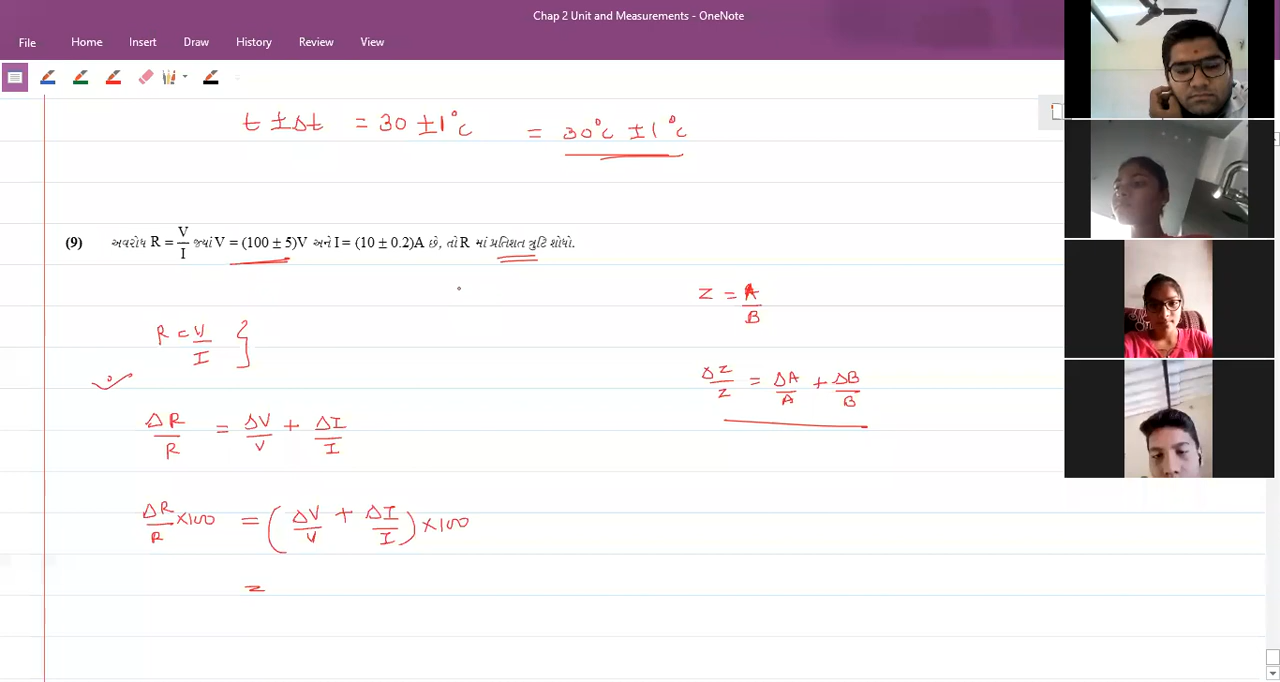 Chap 2 Unit and Measurements - OneNote
File Home Insert Draw History Review View
t ± Δt = 30 ± 1°c = 30°c ± 1°c
(9) અવરોધ R = V/I જ્યાં V = (100 ± 5)V અને I = (10 ± 0.2)A છે, તો R માં પ્રતિશત ત્રુટિ શોધો.
Z = A/B
R = V/I }
ΔZ/Z = ΔA/A + ΔB/B
ΔR/R = ΔV/V + ΔI/I
ΔR/R ×100 = (ΔV/V + ΔI/I) ×100
=